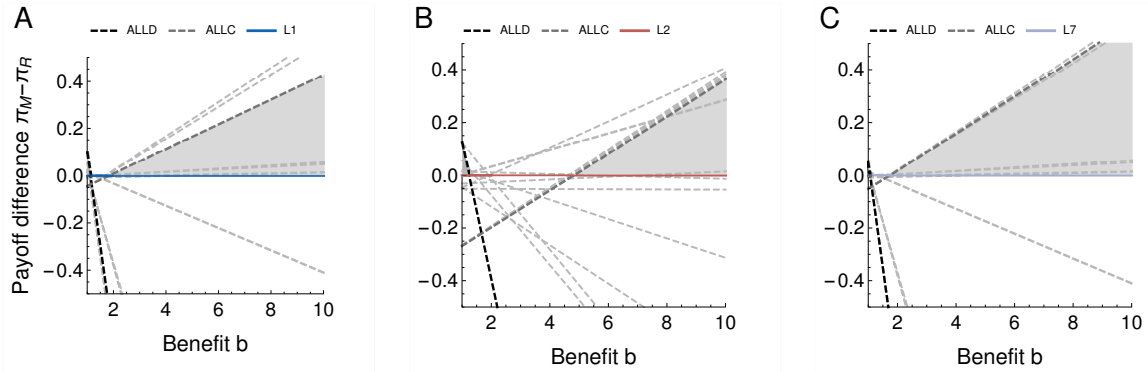 A
ALLD ALLC L1
Payoff difference πM−πR
0.4
0.2
0.0
−0.2
−0.4
2 4 6 8 10
Benefit b
B
ALLD ALLC L2
0.4
0.2
0.0
−0.2
−0.4
2 4 6 8 10
Benefit b
C
ALLD ALLC L7
0.4
0.2
0.0
−0.2
−0.4
2 4 6 8 10
Benefit b